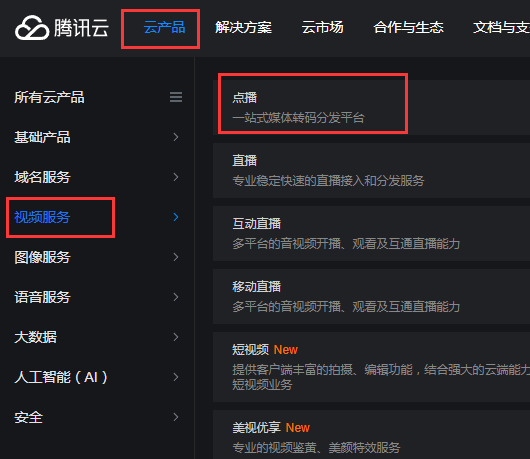 腾讯云
云产品
解决方案
云市场
合作与生态
文档与支
所有云产品
基础产品
域名服务
视频服务
图像服务
语音服务
大数据
人工智能（AI）
安全
点播
一站式媒体转码分发平台
直播
专业稳定快速的直播接入和分发服务
互动直播
多平台的音视频开播、观看及互通直播能力
移动直播
多平台的音视频开播、观看及互通直播能力
短视频 New
提供客户端丰富的拍摄、编辑功能，结合强大的云端能力
短视频业务
美视优享 New
专业的视频鉴黄、美颜特效服务